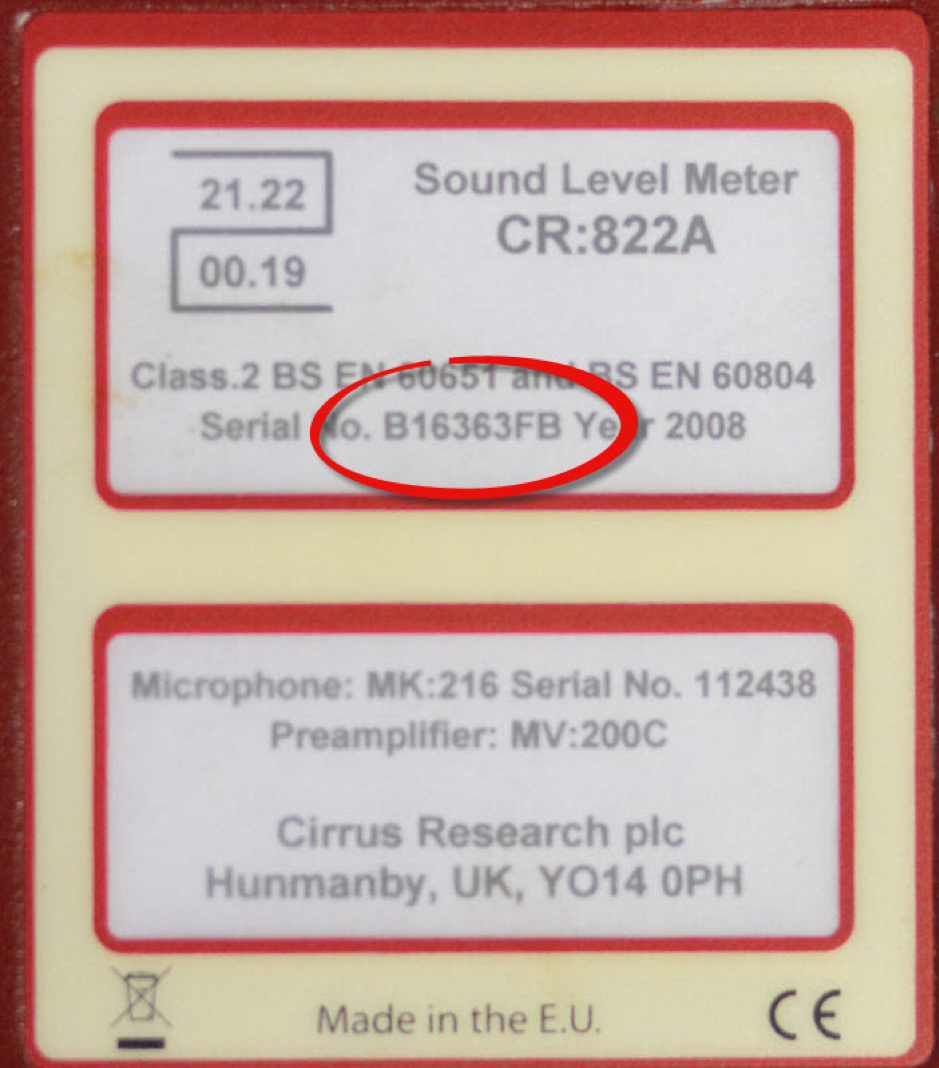 21.22
00.19
Sound Level Meter
CR:822A
Class.2 BS EN 60651 and BS EN 60804
Serial No. B16363FB Year 2008
Microphone: MK:216 Serial No. 112438
Preamplifier: MV:200C
Cirrus Research plc
Hunmanby, UK, YO14 0PH
Made in the E.U.
CE